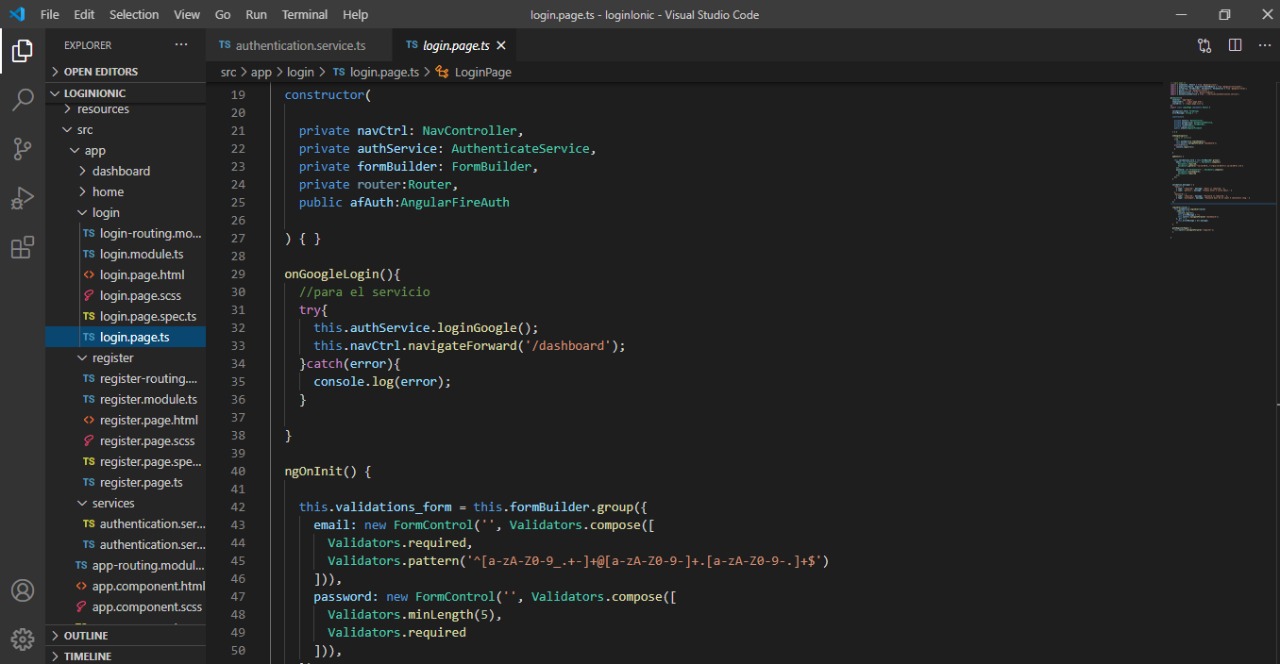 File Edit Selection View Go Run Terminal Help
login.page.ts - loginIonic - Visual Studio Code
EXPLORER ···
TS authentication.service.ts
TS login.page.ts
OPEN EDITORS
LOGINIONIC
resources
src
app
dashboard
home
login
TS login-routing.mo...
TS login.module.ts
<> login.page.html
login.page.scss
TS login.page.spec.ts
TS login.page.ts
register
TS register-routing....
TS register.module.ts
<> register.page.html
register.page.scss
TS register.page.spe...
TS register.page.ts
services
TS authentication.ser...
TS authentication.ser...
TS app-routing.modul...
<> app.component.html
app.component.scss
OUTLINE
TIMELINE
src > app > login > TS login.page.ts > LoginPage
19 constructor(
20
21 private navCtrl: NavController,
22 private authService: AuthenticateService,
23 private formBuilder: FormBuilder,
24 private router:Router,
25 public afAuth:AngularFireAuth
26
27 ) { }
28
29 onGoogleLogin(){
30 //para el servicio
31 try{
32 this.authService.loginGoogle();
33 this.navCtrl.navigateForward('/dashboard');
34 }catch(error){
35 console.log(error);
36 }
37
38 }
39
40 ngOnInit() {
41
42 this.validations_form = this.formBuilder.group({
43 email: new FormControl('', Validators.compose([
44 Validators.required,
45 Validators.pattern('^[a-zA-Z0-9_.+-]+@[a-zA-Z0-9-]+.[a-zA-Z0-9-.]+$')
46 ])),
47 password: new FormControl('', Validators.compose([
48 Validators.minLength(5),
49 Validators.required
50 ])),